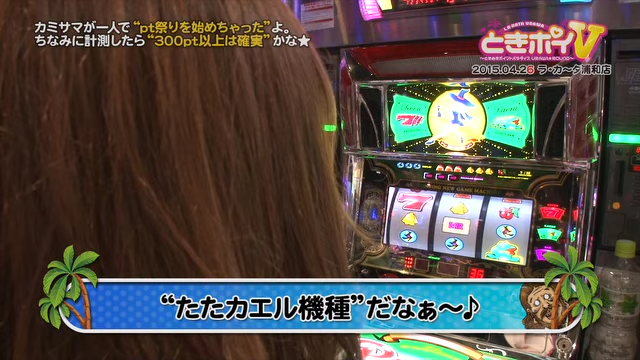 カミサマが一人で“pt祭りを始めちゃった”よ。
ちなみに計測したら“300pt以上は確実”かな★
ときポイV
2015.04.26 ラ・カータ浦和店
“たたカエル機種”だなぁ～♪